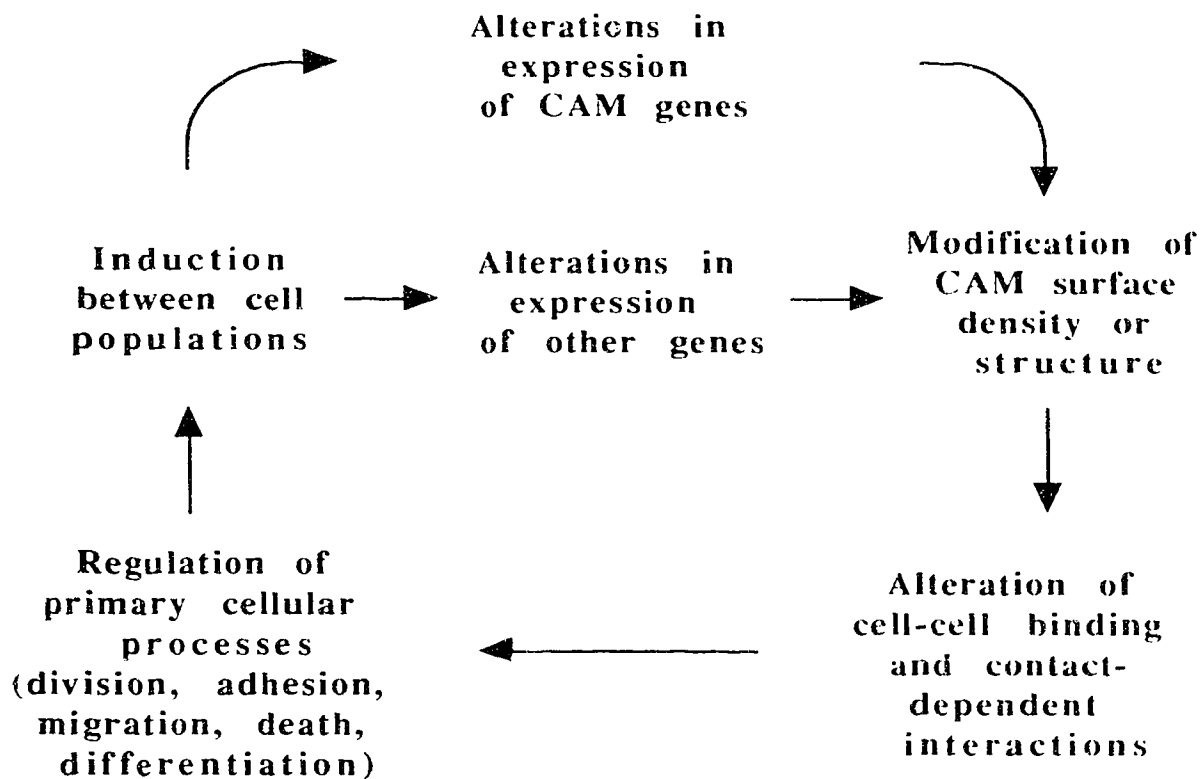 Alterations in
expression
of CAM genes
Induction
between cell
populations
Alterations in
expression
of other genes
Modification of
CAM surface
density or
structure
Regulation of
primary cellular
processes
(division, adhesion,
migration, death,
differentiation)
Alteration of
cell-cell binding
and contact-
dependent
interactions